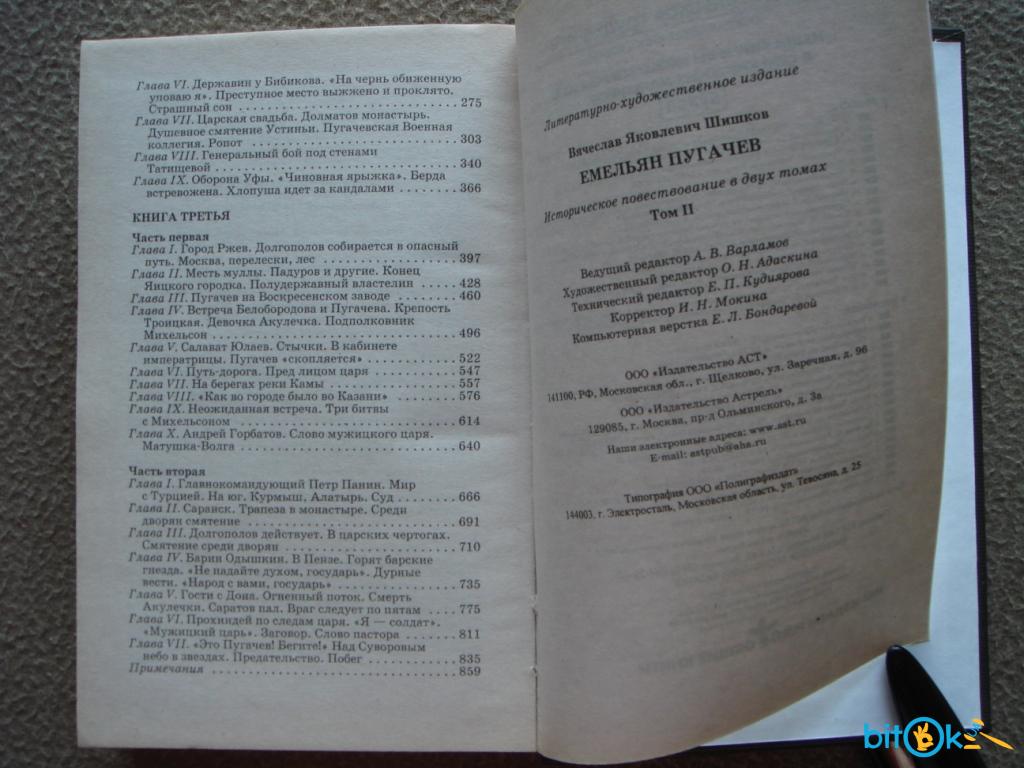 Глава VI. Державин у Бибикова. «На чернь обиженную
уповаю я». Преступное место выжжено и проклято.
Страшный сон . . . . . . . . . . . . . . . . . . . . . . . . . . . . 275
Глава VII. Царская свадьба. Долматов монастырь.
Душевное смятение Устиньи. Пугачевская Военная
коллегия. Ропот . . . . . . . . . . . . . . . . . . . . . . . . . . . 303
Глава VIII. Генеральный бой под стенами
Татищевой . . . . . . . . . . . . . . . . . . . . . . . . . . . . . . 340
Глава IX. Оборона Уфы. «Чиновная ярыжка». Берда
встревожена. Хлопуша идет за кандалами . . . . . . . 366
КНИГА ТРЕТЬЯ
Часть первая
Глава I. Город Ржев. Долгополов собирается в опасный
путь. Москва, перелески, лес . . . . . . . . . . . . . . . . 397
Глава II. Месть муллы. Падуров и другие. Конец
Яицкого городка. Полудержавный властелин . . . . . 428
Глава III. Пугачев на Воскресенском заводе . . . . . . . . 460
Глава IV. Встреча Белобородова и Пугачева. Крепость
Троицкая. Девочка Акулечка. Подполковник
Михельсон . . . . . . . . . . . . . . . . . . . . . . . . . . . . . . 496
Глава V. Салават Юлаев. Стычки. В кабинете
императрицы. Пугачев «скопляется» . . . . . . . . . . . 522
Глава VI. Путь-дорога. Пред лицом царя . . . . . . . . . . 547
Глава VII. На берегах реки Камы . . . . . . . . . . . . . . . . 557
Глава VIII. «Как во городе было во Казани» . . . . . . . . 576
Глава IX. Неожиданная встреча. Три битвы
с Михельсоном . . . . . . . . . . . . . . . . . . . . . . . . . . . 614
Глава X. Андрей Горбатов. Слово мужицкого царя.
Матушка-Волга . . . . . . . . . . . . . . . . . . . . . . . . . . . 640
Часть вторая
Глава I. Главнокомандующий Петр Панин. Мир
с Турцией. На юг. Курмыш. Алатырь. Суд . . . . . . . 666
Глава II. Саранск. Трапеза в монастыре. Среди
дворян смятение . . . . . . . . . . . . . . . . . . . . . . . . . . 691
Глава III. Долгополов действует. В царских чертогах.
Смятение среди дворян . . . . . . . . . . . . . . . . . . . . . 710
Глава IV. Барин Одышкин. В Пензе. Горят барские
гнезда. «Не падайте духом, государь». Дурные
вести. «Народ с вами, государь» . . . . . . . . . . . . . . . 735
Глава V. Гости с Дона. Огненный поток. Смерть
Акулечки. Саратов пал. Враг следует по пятам . . . . 775
Глава VI. Прохиндей по следам царя. «Я — солдат».
«Мужицкий царь». Заговор. Слово пастора . . . . . . 811
Глава VII. «Это Пугачев! Бегите!» Над Суворовым
небо в звездах. Предательство. Побег . . . . . . . . . . . 835
Примечания . . . . . . . . . . . . . . . . . . . . . . . . . . . . . . 859
Литературно-художественное издание
Вячеслав Яковлевич Шишков
ЕМЕЛЬЯН ПУГАЧЕВ
Историческое повествование в двух томах
Том II
Ведущий редактор А. В. Варламов
Художественный редактор О. Н. Адаскина
Технический редактор Е. П. Кудиярова
Корректор И. Н. Мокина
Компьютерная верстка Е. Л. Бондаревой
ООО «Издательство АСТ»
141100, РФ, Московская обл., г. Щелково, ул. Заречная, д. 96
ООО «Издательство Астрель»
129085, г. Москва, пр-д Ольминского, д. 3а
Наши электронные адреса: www.ast.ru
E-mail: astpub@aha.ru
Типография ООО «Полиграфиздат»
144003, г. Электросталь, Московская область, ул. Тевосяна, д. 25
bitOk